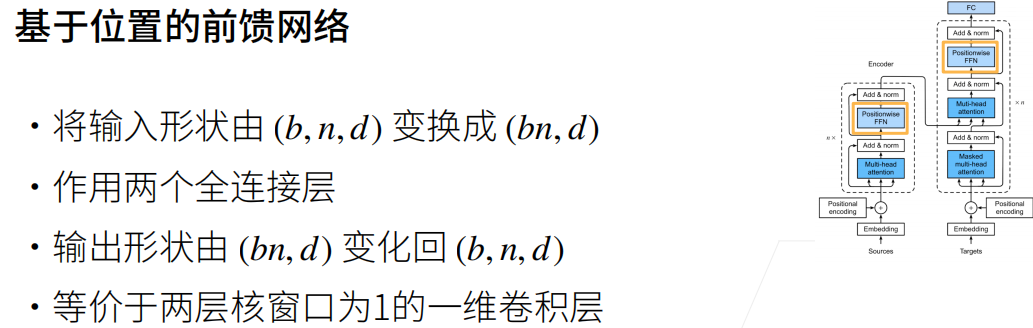 基于位置的前馈网络
• 将输入形状由 (b, n, d) 变换成 (bn, d)
• 作用两个全连接层
• 输出形状由 (bn, d) 变化回 (b, n, d)
• 等价于两层核窗口为1的一维卷积层
FC
Add & norm
Positionwise
FFN
Add & norm
Muti-head
attention
× n
Add & norm
Masked
multi-head
attention
Positional
encoding
+
Embedding
Targets
Encoder
Add & norm
Positionwise
FFN
n ×
Add & norm
Multi-head
attention
Positional
encoding
+
Embedding
Sources